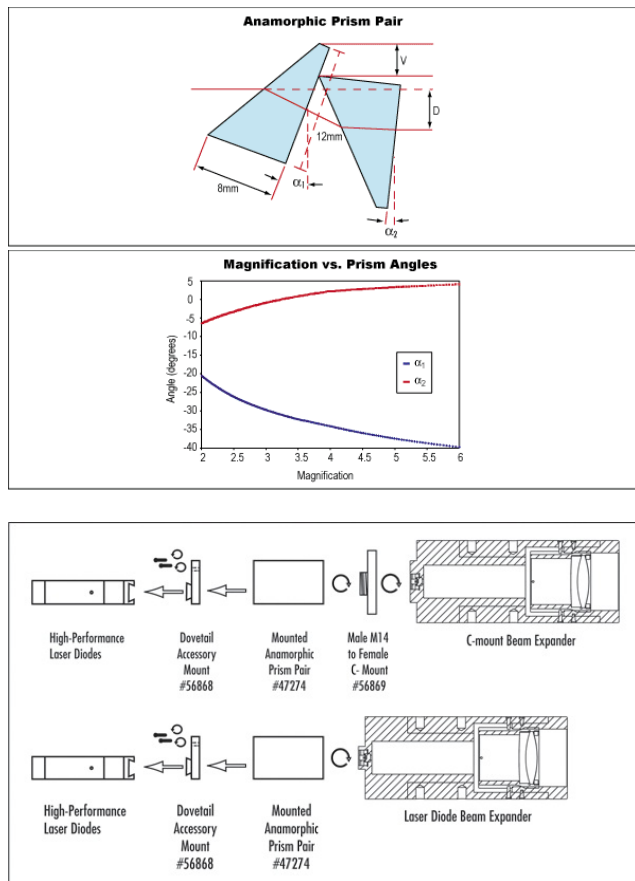 Anamorphic Prism Pair
V
D
12mm
8mm
α1
α2
Magnification vs. Prism Angles
Angle (degrees)
5
0
-5
-10
-15
-20
-25
-30
-35
-40
α1
α2
2 2.5 3 3.5 4 4.5 5 5.5 6
Magnification
High-Performance
Laser Diodes
Dovetail
Accessory
Mount
#56868
Mounted
Anamorphic
Prism Pair
#47274
Male M14
to Female
C- Mount
#56869
C-mount Beam Expander
High-Performance
Laser Diodes
Dovetail
Accessory
Mount
#56868
Mounted
Anamorphic
Prism Pair
#47274
Laser Diode Beam Expander